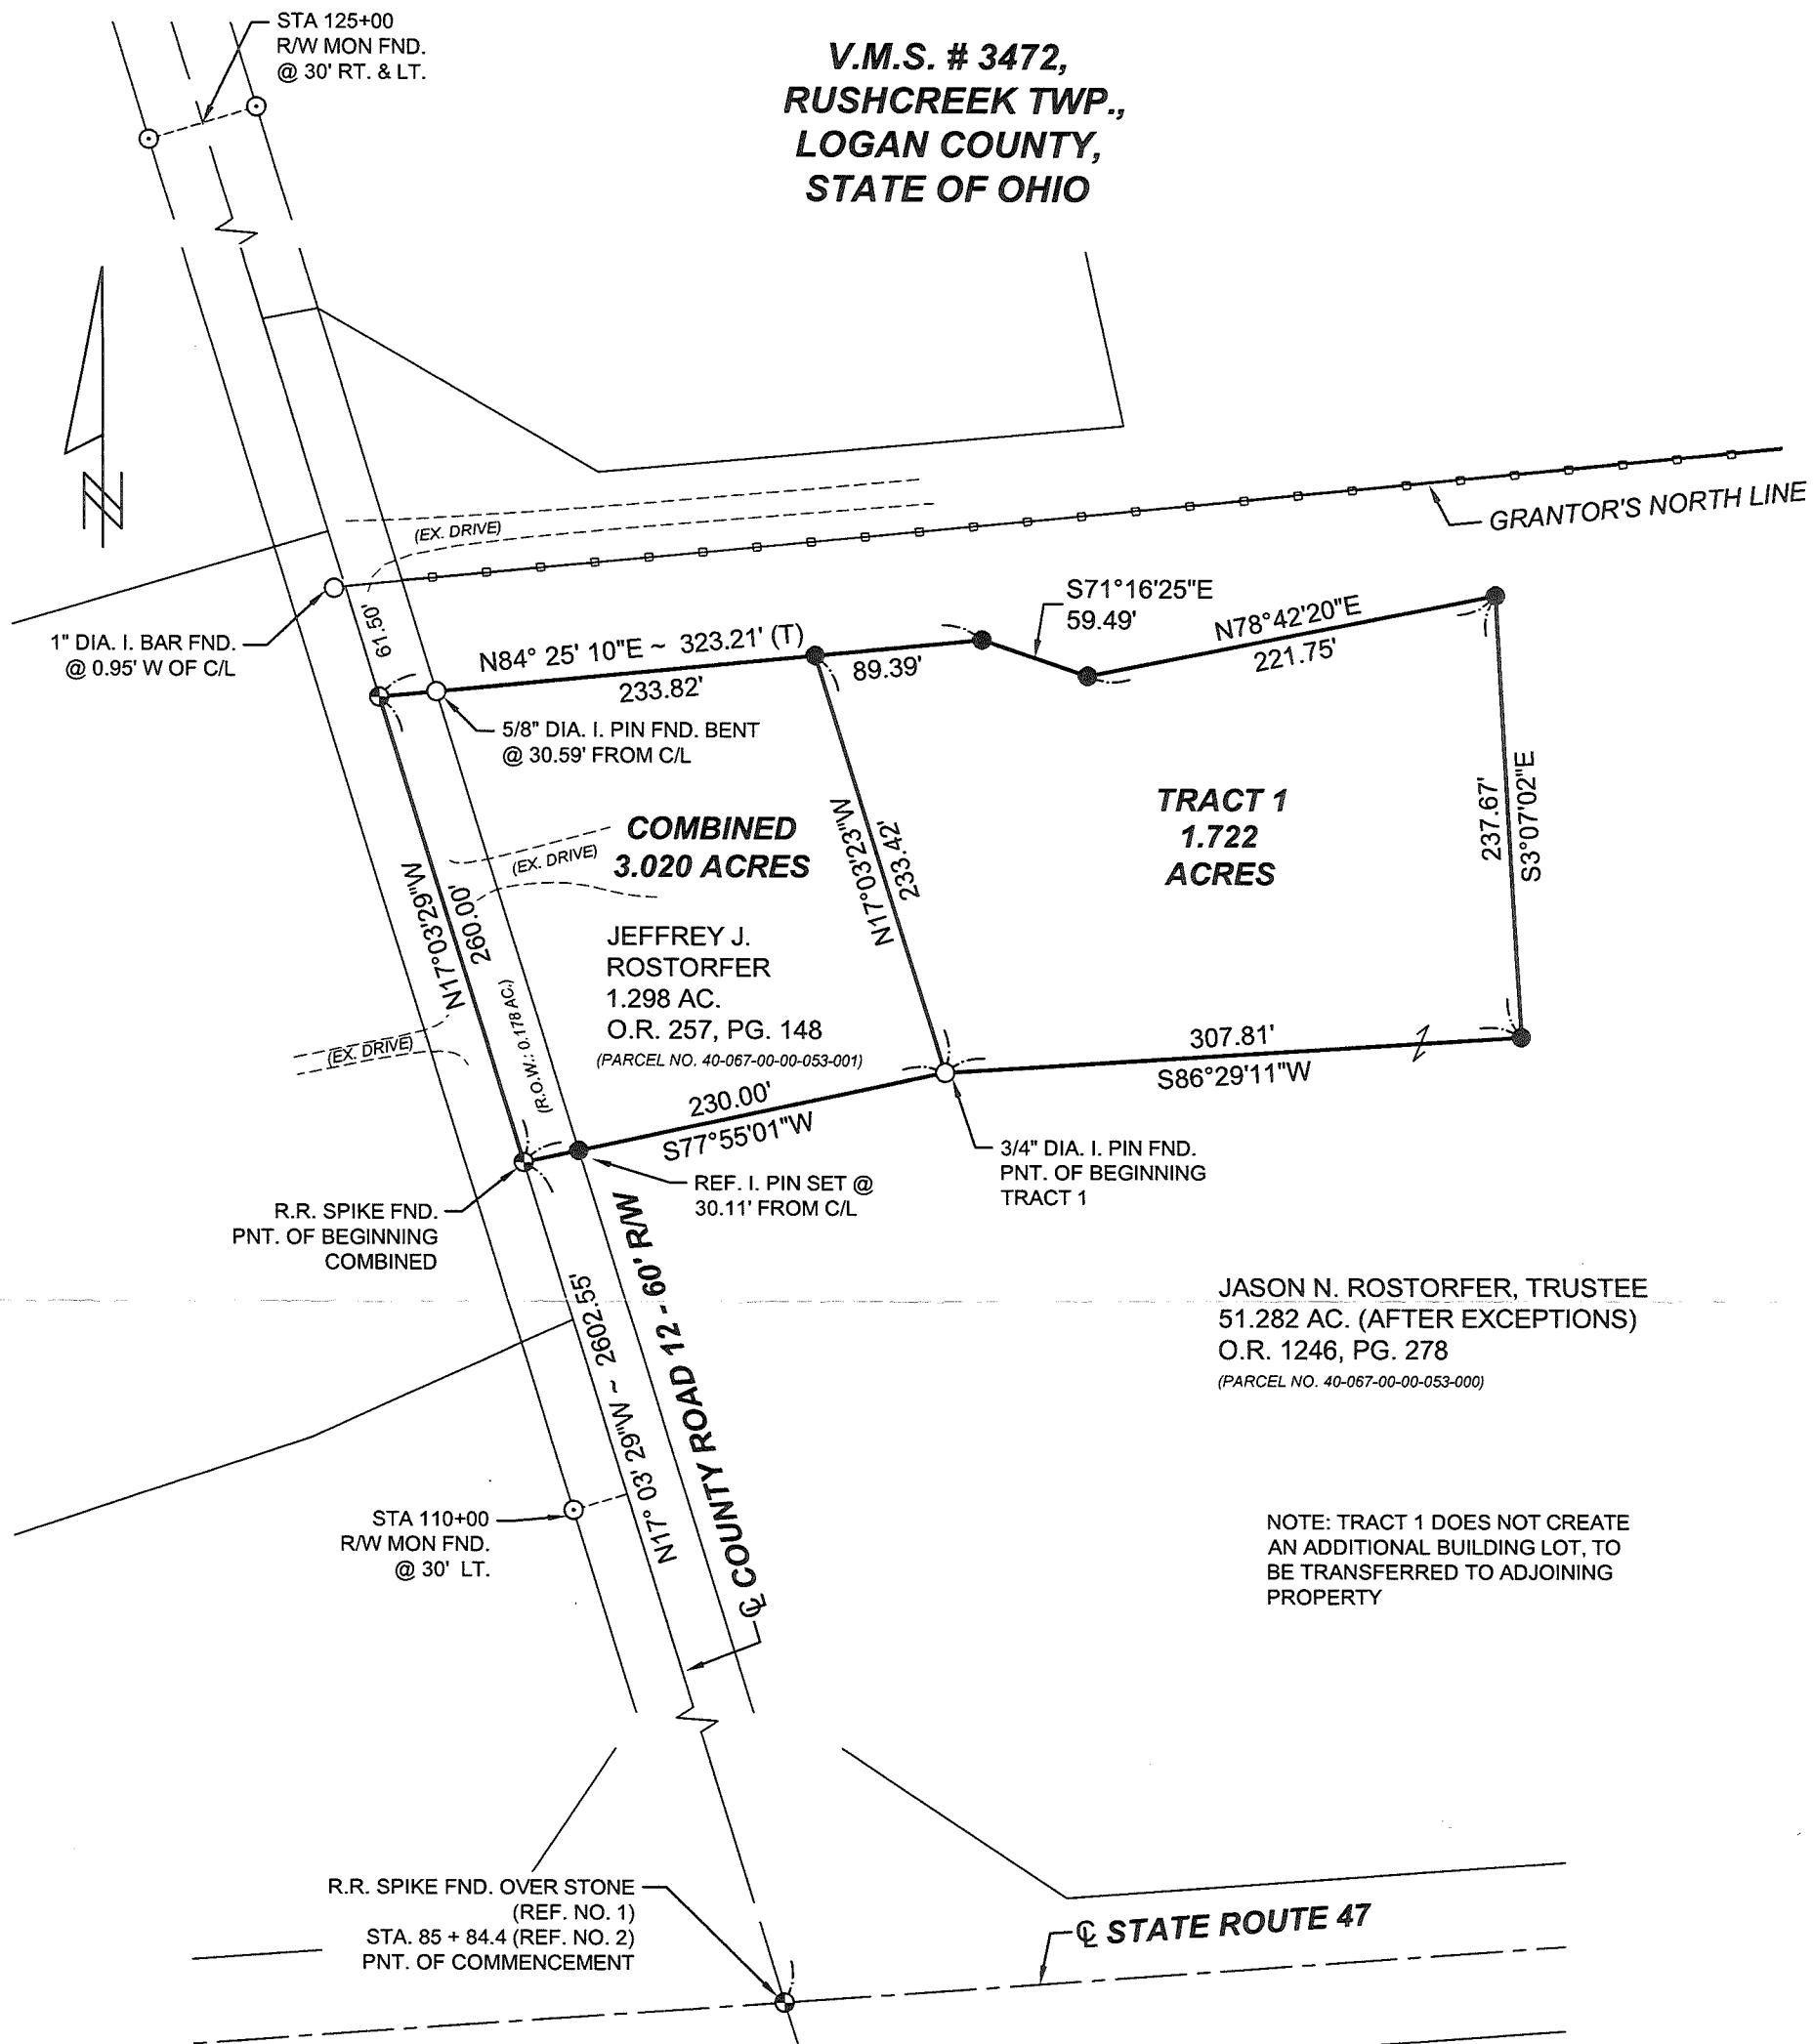 STA 125+00
R/W MON FND.
@ 30' RT. & LT.
V.M.S. # 3472,
RUSHCREEK TWP.,
LOGAN COUNTY,
STATE OF OHIO
N
GRANTOR'S NORTH LINE
(EX. DRIVE)
1" DIA. I. BAR FND.
@ 0.95' W OF C/L
61.50'
N84° 25' 10"E ~ 323.21' (T)
233.82'
89.39'
S71°16'25"E
59.49'
N78°42'20"E
221.75'
5/8" DIA. I. PIN FND. BENT
@ 30.59' FROM C/L
COMBINED
3.020 ACRES
(EX. DRIVE)
TRACT 1
1.722
ACRES
237.67'
S3°07'02"E
N17°03'23"W
233.42'
N17°03'29"W
260.00'
(R.O.W.: 0.178 AC.)
JEFFREY J.
ROSTORFER
1.298 AC.
O.R. 257, PG. 148
(PARCEL NO. 40-067-00-00-053-001)
(EX. DRIVE)
307.81'
S86°29'11"W
230.00'
S77°55'01"W
3/4" DIA. I. PIN FND.
PNT. OF BEGINNING
TRACT 1
REF. I. PIN SET @
30.11' FROM C/L
R.R. SPIKE FND.
PNT. OF BEGINNING
COMBINED
N17° 03' 29"W ~ 2602.55'
℄ COUNTY ROAD 12 - 60' R/W
JASON N. ROSTORFER, TRUSTEE
51.282 AC. (AFTER EXCEPTIONS)
O.R. 1246, PG. 278
(PARCEL NO. 40-067-00-00-053-000)
STA 110+00
R/W MON FND.
@ 30' LT.
NOTE: TRACT 1 DOES NOT CREATE
AN ADDITIONAL BUILDING LOT, TO
BE TRANSFERRED TO ADJOINING
PROPERTY
R.R. SPIKE FND. OVER STONE
(REF. NO. 1)
STA. 85 + 84.4 (REF. NO. 2)
PNT. OF COMMENCEMENT
℄ STATE ROUTE 47